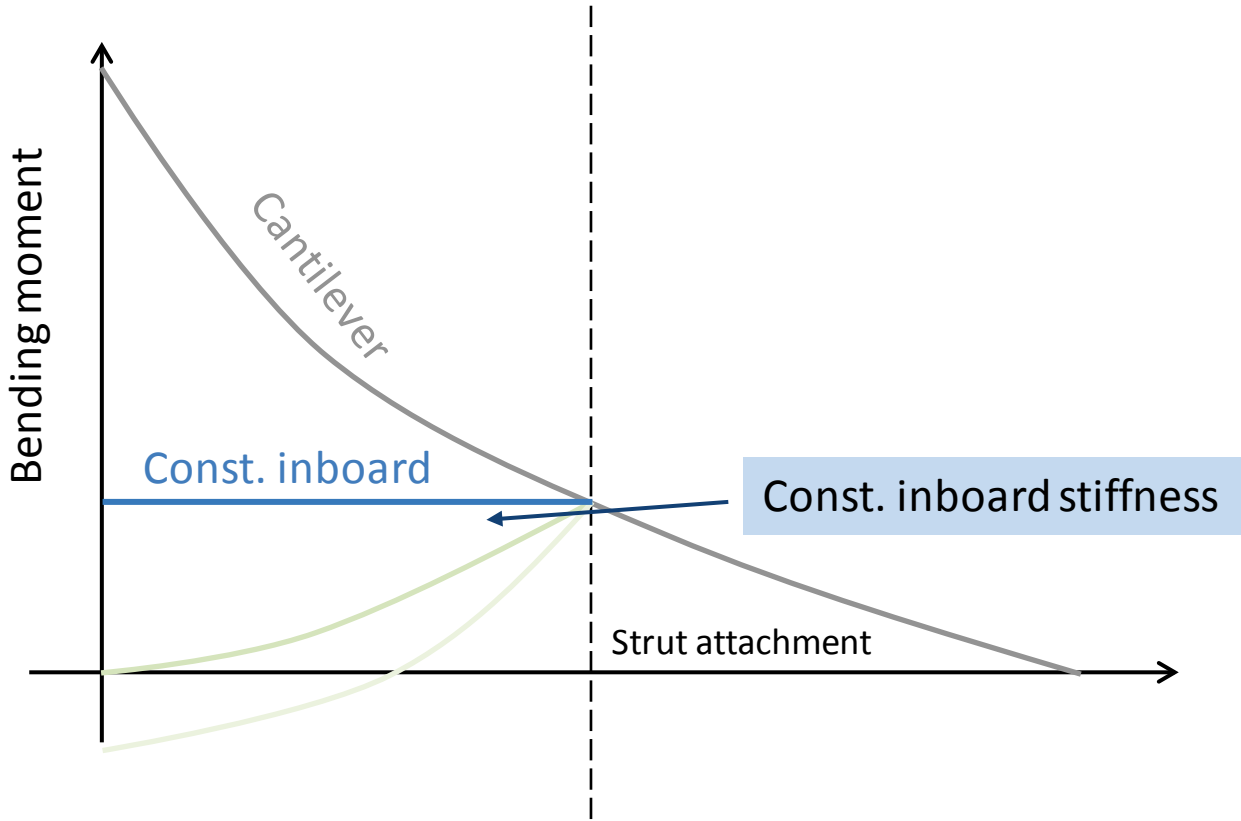 Bending moment
Cantilever
Const. inboard
Const. inboard stiffness
Strut attachment